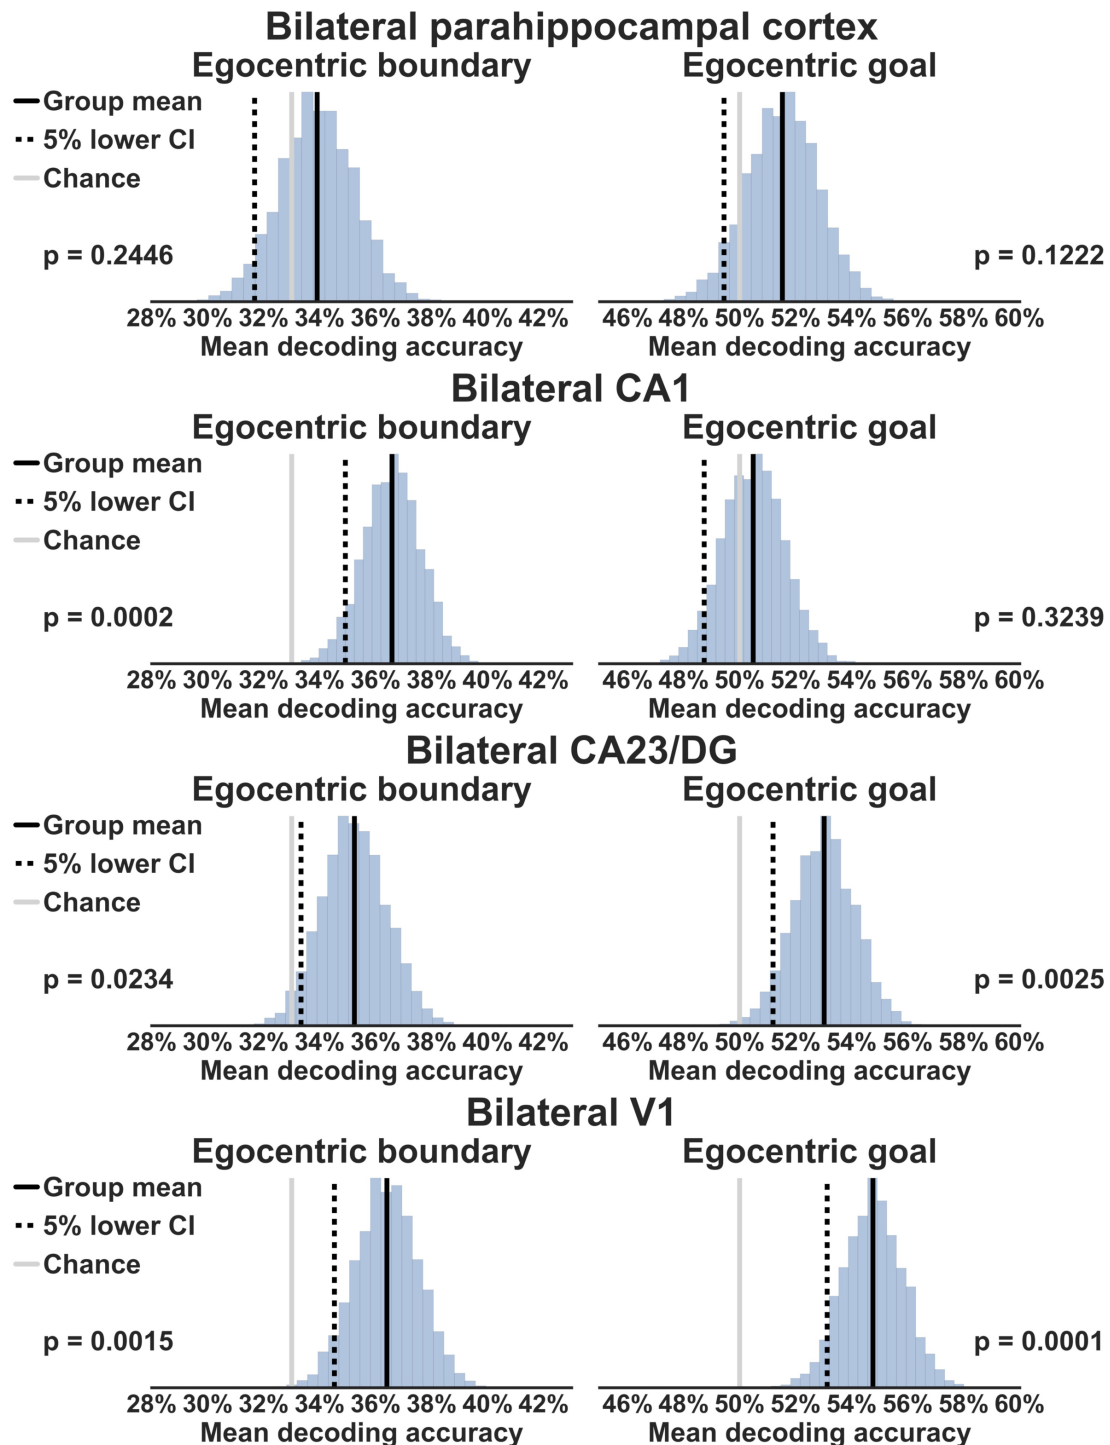 Bilateral parahippocampal cortex
Egocentric boundary
Egocentric goal
Group mean
5% lower CI
Chance
p = 0.2446
p = 0.1222
28% 30% 32% 34% 36% 38% 40% 42%
46% 48% 50% 52% 54% 56% 58% 60%
Mean decoding accuracy
Mean decoding accuracy
Bilateral CA1
Egocentric boundary
Egocentric goal
Group mean
5% lower CI
Chance
p = 0.0002
p = 0.3239
28% 30% 32% 34% 36% 38% 40% 42%
46% 48% 50% 52% 54% 56% 58% 60%
Mean decoding accuracy
Mean decoding accuracy
Bilateral CA23/DG
Egocentric boundary
Egocentric goal
Group mean
5% lower CI
Chance
p = 0.0234
p = 0.0025
28% 30% 32% 34% 36% 38% 40% 42%
46% 48% 50% 52% 54% 56% 58% 60%
Mean decoding accuracy
Mean decoding accuracy
Bilateral V1
Egocentric boundary
Egocentric goal
Group mean
5% lower CI
Chance
p = 0.0015
p = 0.0001
28% 30% 32% 34% 36% 38% 40% 42%
46% 48% 50% 52% 54% 56% 58% 60%
Mean decoding accuracy
Mean decoding accuracy